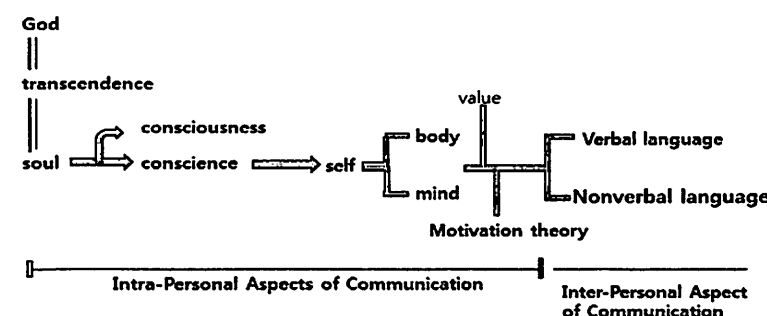 God
transcendence
value
consciousness
body
Verbal language
soul
conscience
self
mind
Nonverbal language
Motivation theory
Intra-Personal Aspects of Communication
Inter-Personal Aspect
of Communication